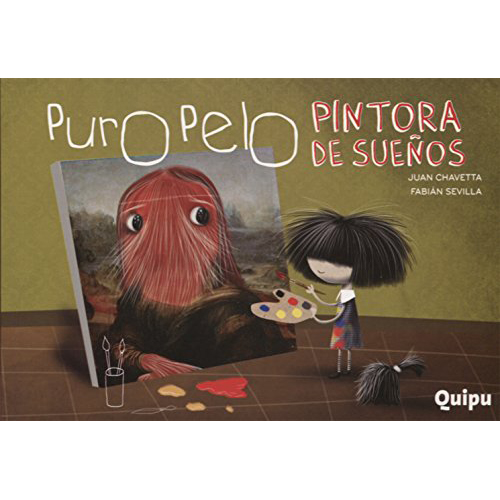 PurO PelO
PINTORA
DE SUEÑOS
JUAN CHAVETTA
FABIÁN SEVILLA
Quipu